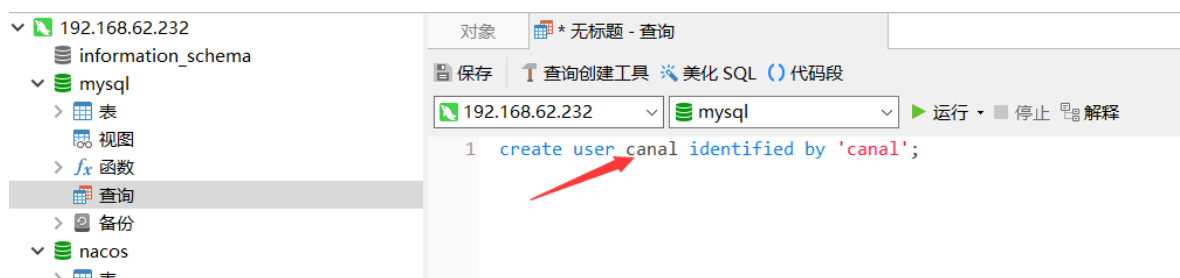 192.168.62.232
information_schema
mysql
表
视图
fx 函数
查询
备份
nacos
表
对象
* 无标题 - 查询
保存 查询创建工具 美化 SQL () 代码段
192.168.62.232 mysql 运行 停止 解释
1 create user canal identified by 'canal';